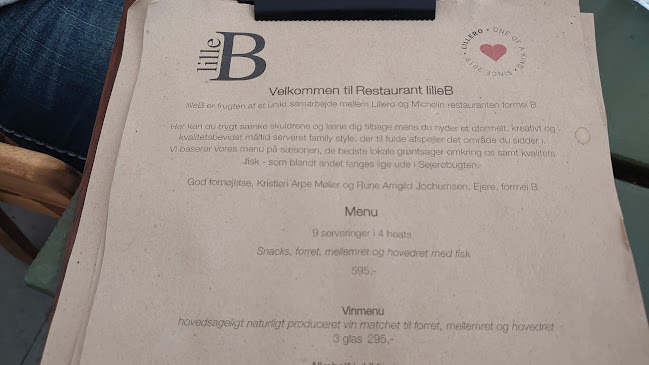 lille B
LILLERO • ONE OF A KIND • SINCE 2019 •
Velkommen til Restaurant lilleB
lilleB er frugten af et unikt samarbejde mellem Lillero og Michelin restauranten formel B
Her kan du trygt sænke skuldrene og læne dig tilbage mens du nyder et uformelt, kreativt og
kvalitetsbevidst måltid serveret family style, der til fulde afspejler det område du sidder i.
Vi baserer vores menu på sæsonen, de bedste lokale grøntsager omkring os samt kvalitets
fisk - som blandt andet fanges lige ude i Sejerøbugten.
God fornøjelse, Kristian Arpe Møller og Rune Amgild Jochumsen, Ejere, formel B
Menu
9 serveringer i 4 heats
Snacks, forret, mellemret og hovedret med fisk
595,-
Vinmenu
hovedsageligt naturligt produceret vin matchet til forret, mellemret og hovedret
3 glas 295,-